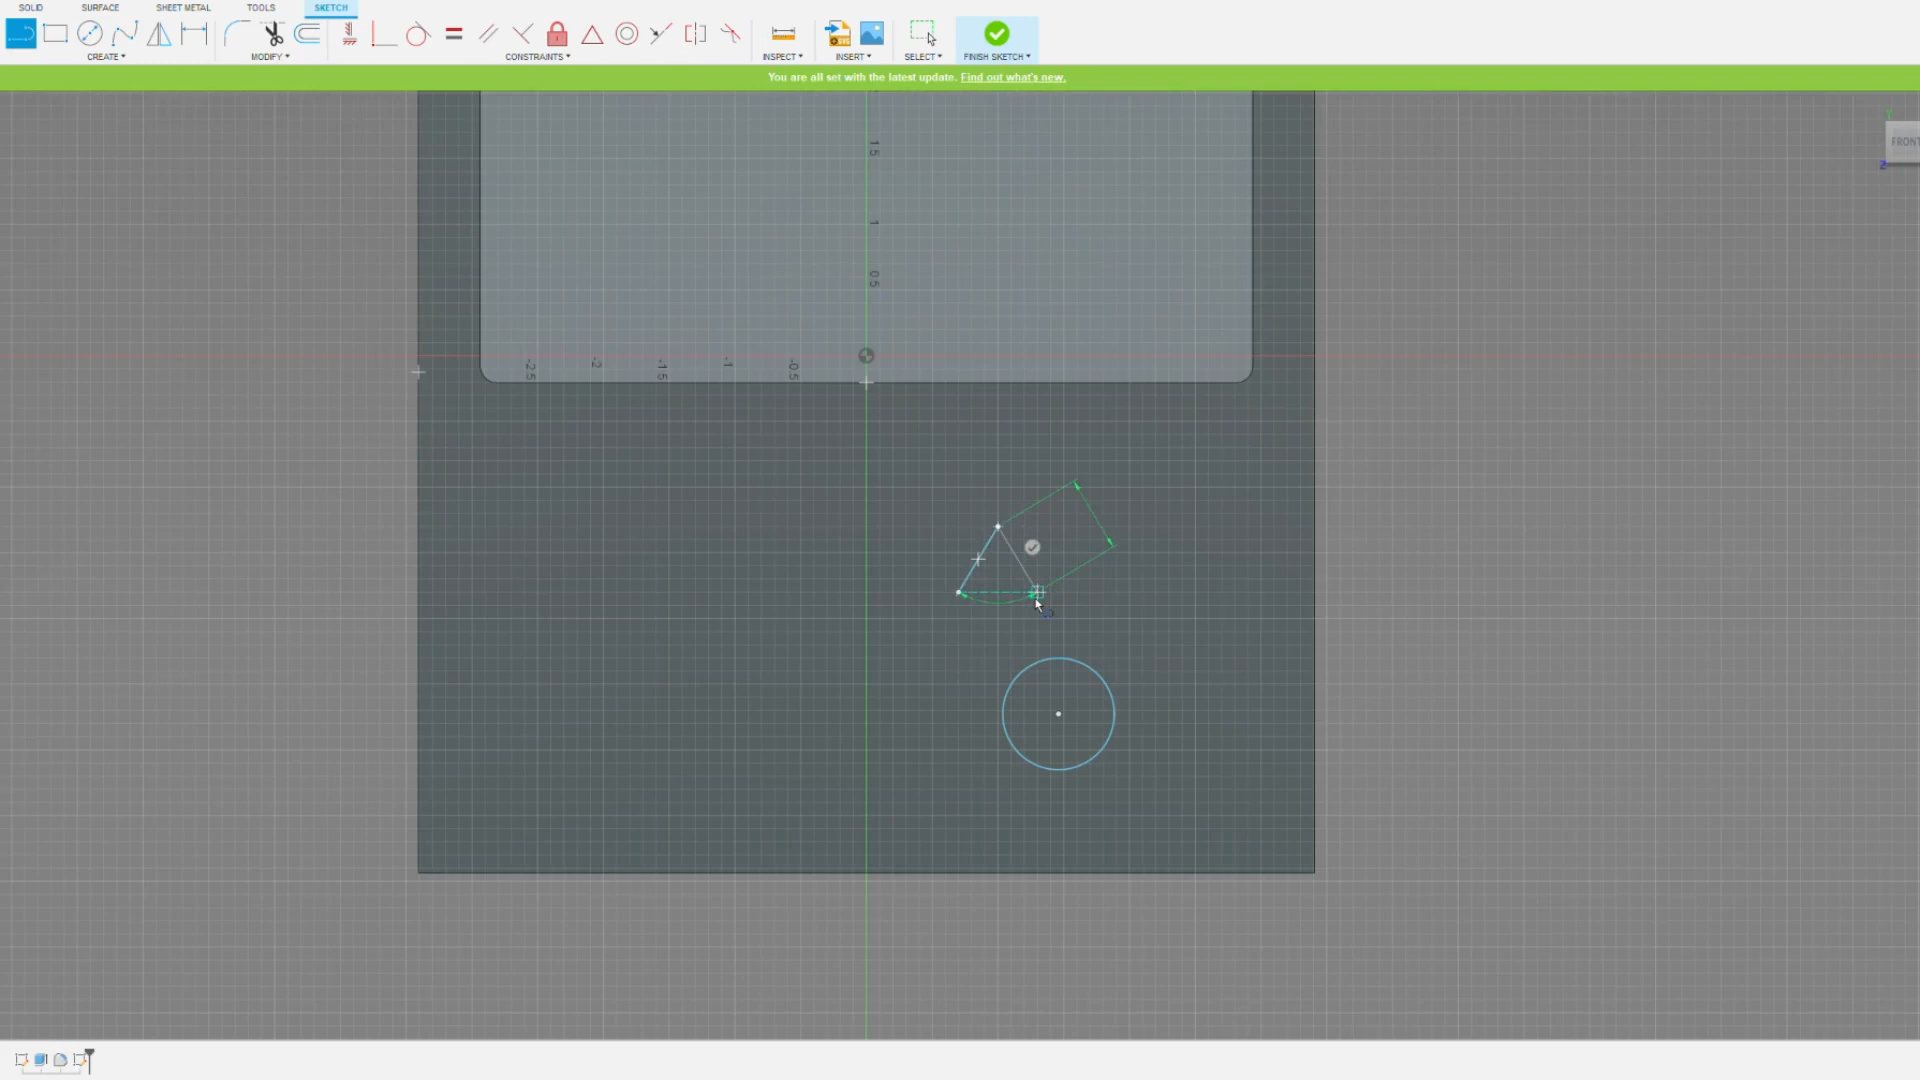 SOLID SURFACE SHEET METAL TOOLS SKETCH
CREATE MODIFY CONSTRAINTS INSPECT INSERT SELECT FINISH SKETCH
You are all set with the latest update. Find out what's new.
Y
FRONT
Z
1.5
1
0.5
-2.5 -2 -1.5 -1 -0.5